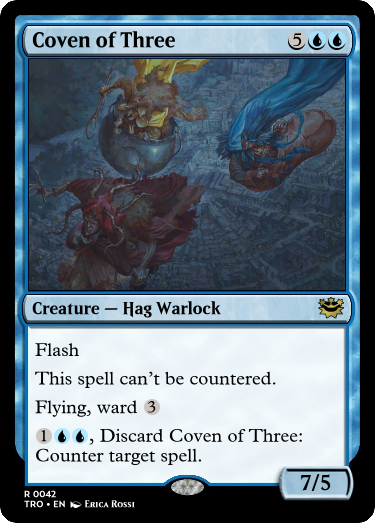 Coven of Three 5
Creature — Hag Warlock
Flash
This spell can't be countered.
Flying, ward 3
1, Discard Coven of Three:
Counter target spell.
7/5
R 0042
TRO • EN Erica Rossi